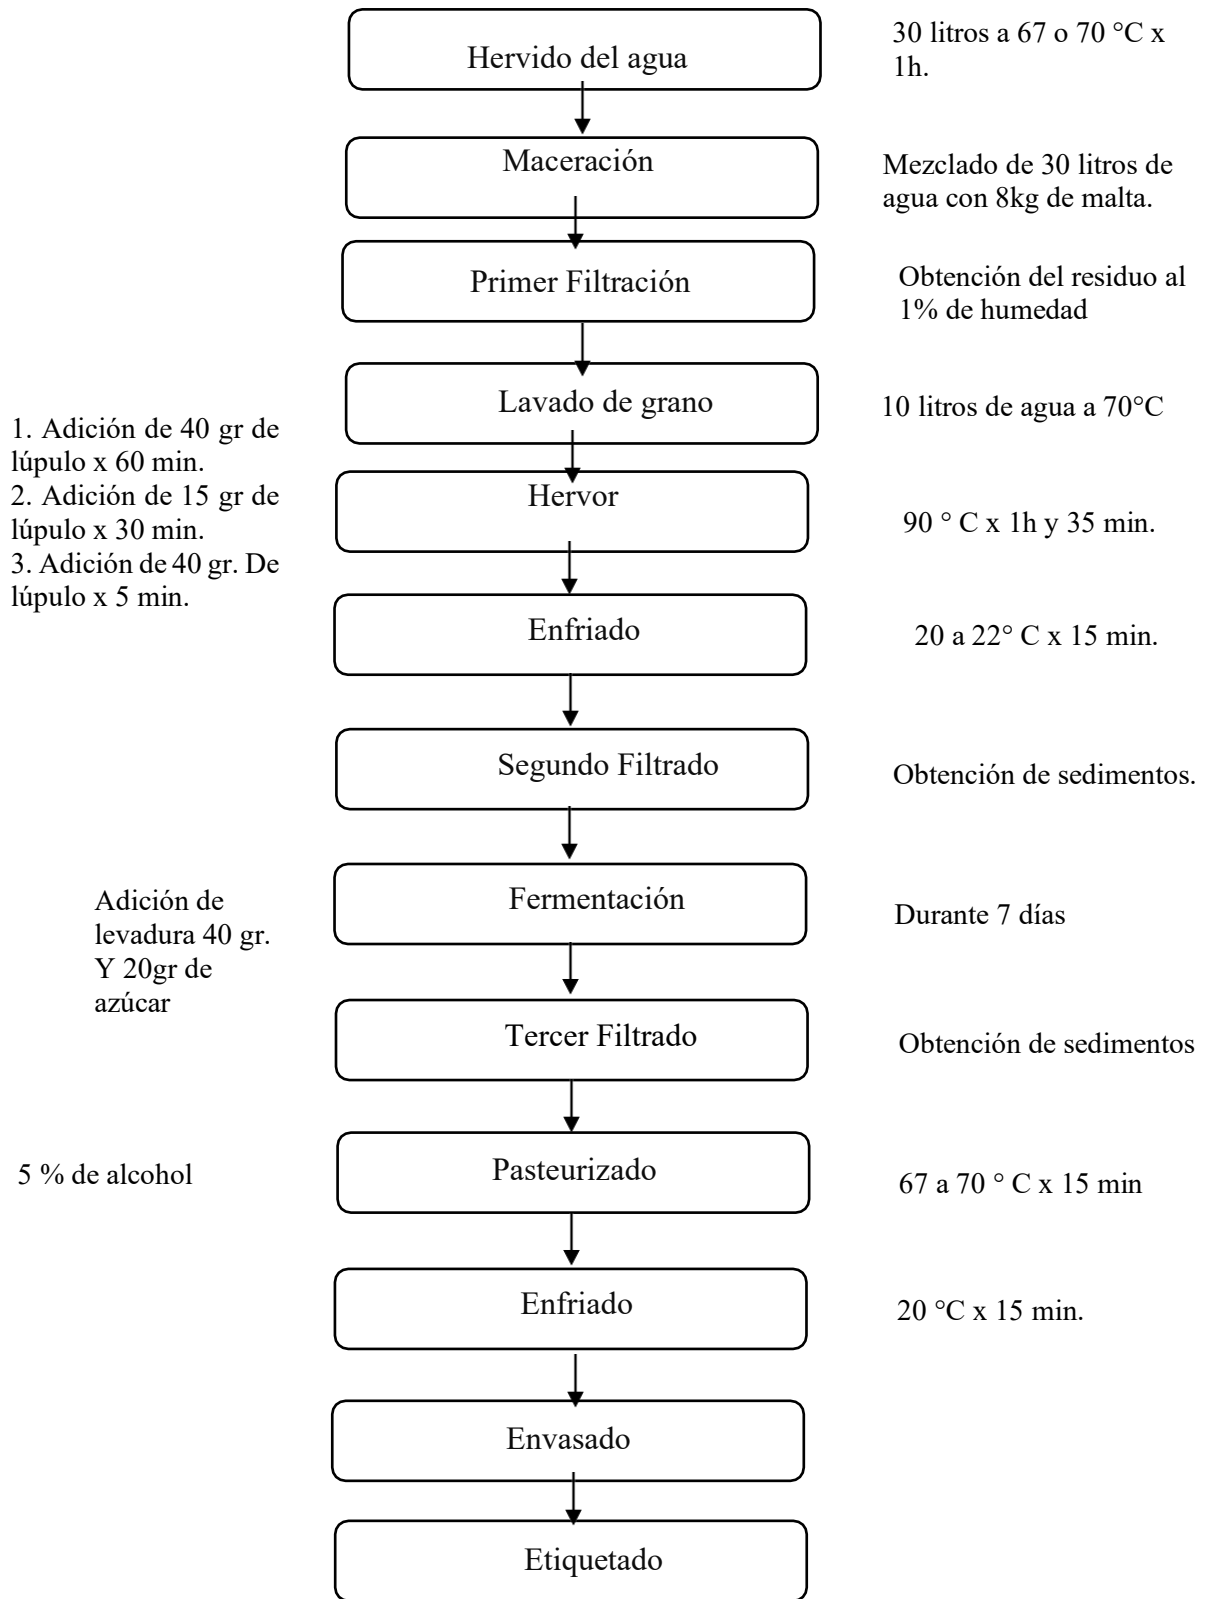 Hervido del agua
30 litros a 67 o 70 °C x
1h.
Maceración
Mezclado de 30 litros de
agua con 8kg de malta.
Primer Filtración
Obtención del residuo al
1% de humedad
Lavado de grano
10 litros de agua a 70°C
1. Adición de 40 gr de
lúpulo x 60 min.
2. Adición de 15 gr de
lúpulo x 30 min.
3. Adición de 40 gr. De
lúpulo x 5 min.
Hervor
90 ° C x 1h y 35 min.
Enfriado
20 a 22° C x 15 min.
Segundo Filtrado
Obtención de sedimentos.
Adición de
levadura 40 gr.
Y 20gr de
azúcar
Fermentación
Durante 7 días
Tercer Filtrado
Obtención de sedimentos
5 % de alcohol
Pasteurizado
67 a 70 ° C x 15 min
Enfriado
20 °C x 15 min.
Envasado
Etiquetado